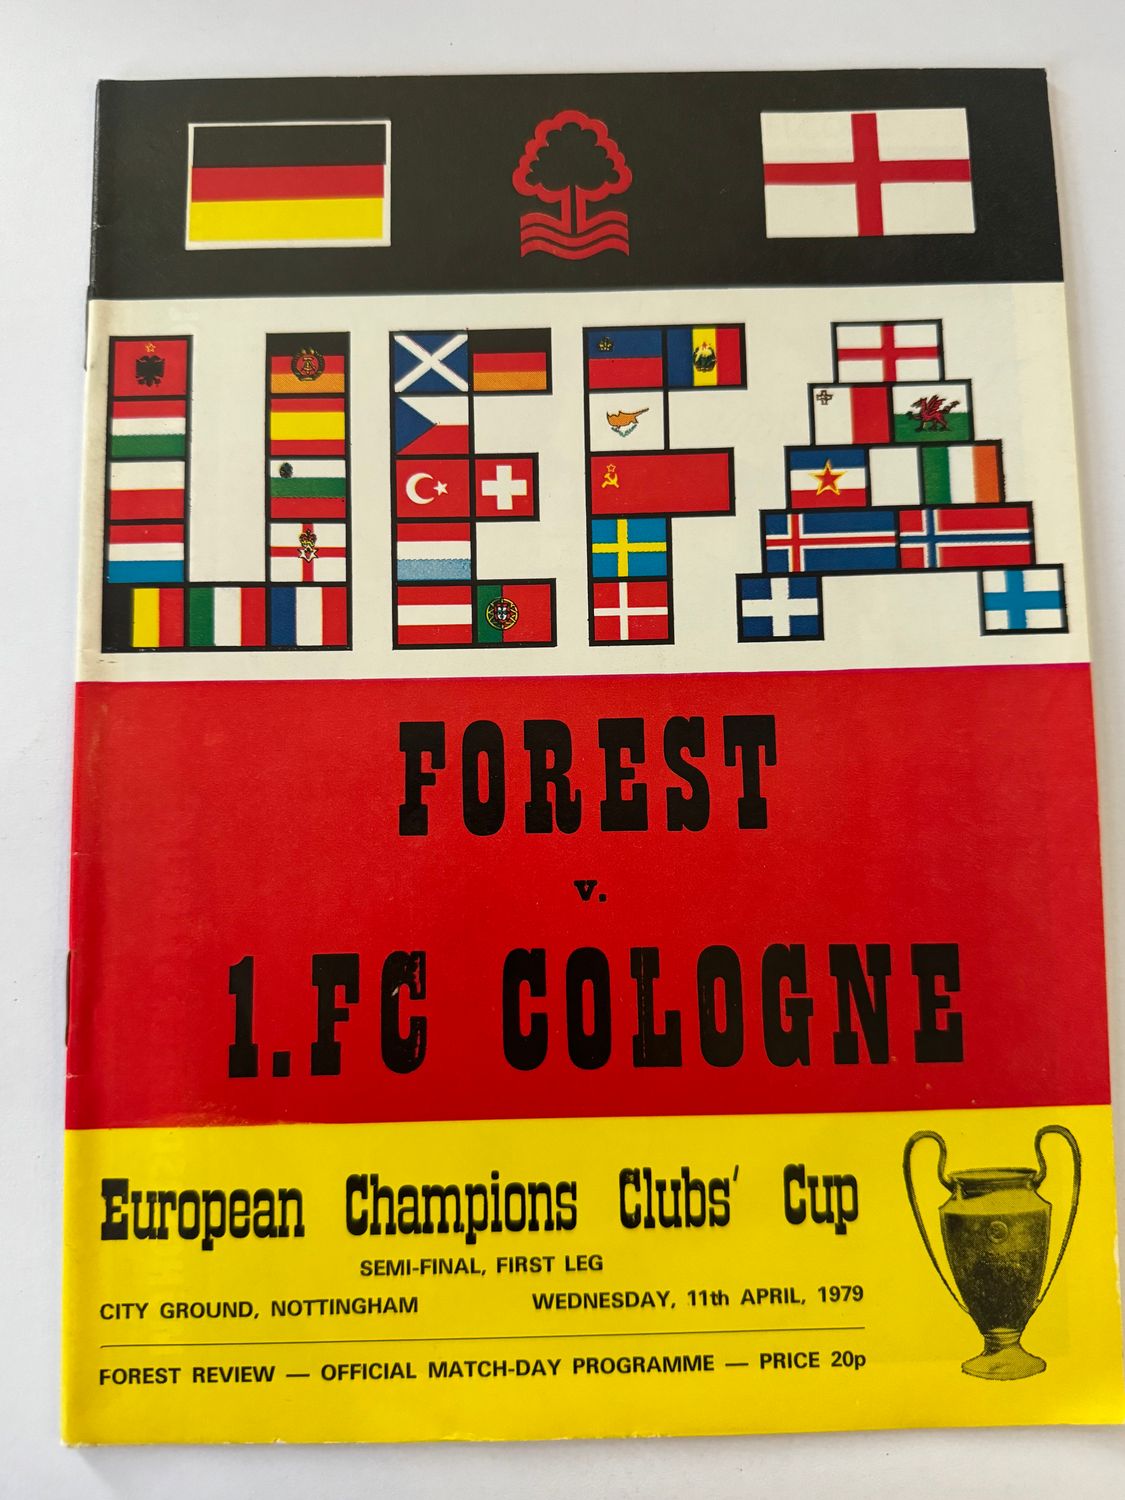 UEFA
FOREST
v.
1.FC COLOGNE
European Champions Clubs' Cup
SEMI-FINAL, FIRST LEG
CITY GROUND, NOTTINGHAM WEDNESDAY, 11th APRIL, 1979
FOREST REVIEW — OFFICIAL MATCH-DAY PROGRAMME — PRICE 20p